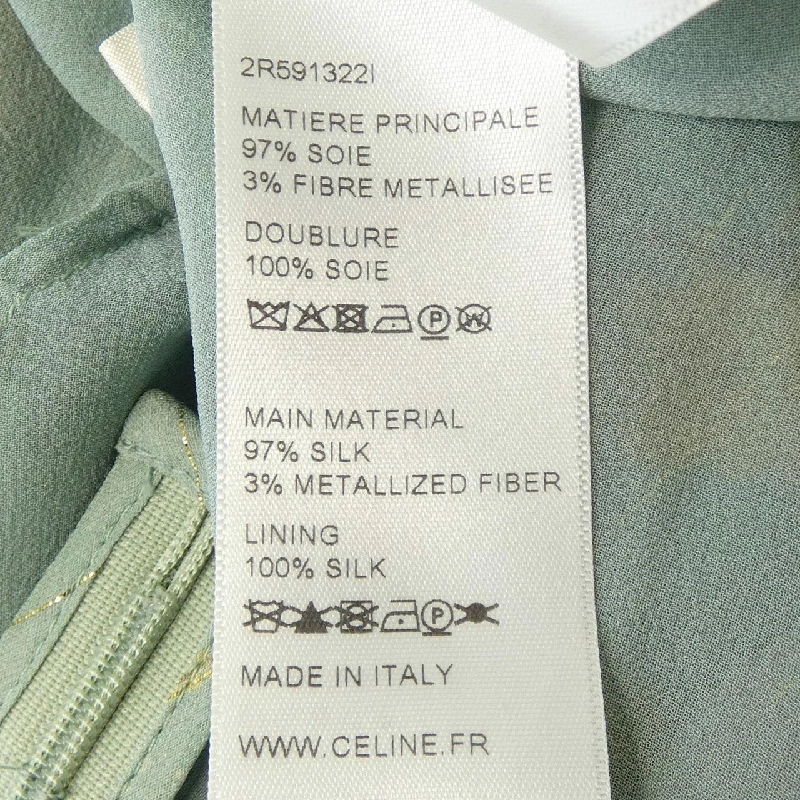 2R591322I
MATIERE PRINCIPALE
97% SOIE
3% FIBRE METALLISEE
DOUBLURE
100% SOIE
P W
MAIN MATERIAL
97% SILK
3% METALLIZED FIBER
LINING
100% SILK
P
MADE IN ITALY
WWW.CELINE.FR